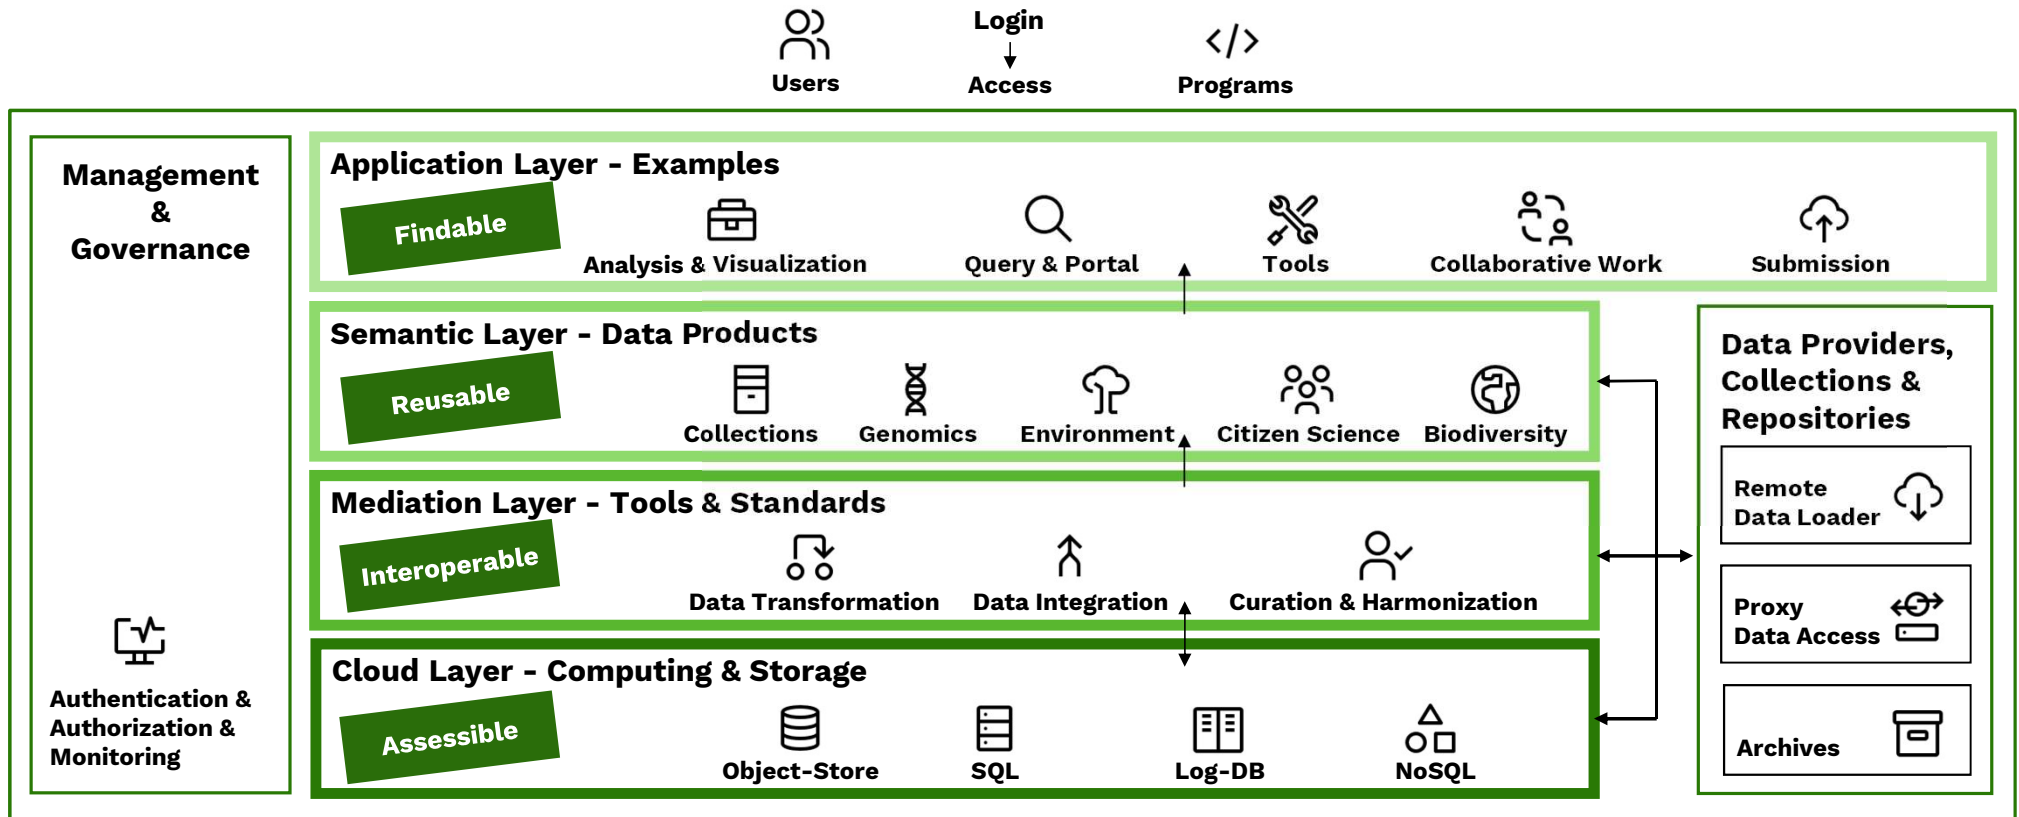 Users
Login
Access
Programs
Management
&
Governance
Authentication &
Authorization &
Monitoring
Application Layer - Examples
Findable
Analysis & Visualization
Query & Portal
Tools
Collaborative Work
Submission
Semantic Layer - Data Products
Reusable
Collections
Genomics
Environment
Citizen Science
Biodiversity
Mediation Layer - Tools & Standards
Interoperable
Data Transformation
Data Integration
Curation & Harmonization
Cloud Layer - Computing & Storage
Assessible
Object-Store
SQL
Log-DB
NoSQL
Data Providers,
Collections &
Repositories
Remote
Data Loader
Proxy
Data Access
Archives